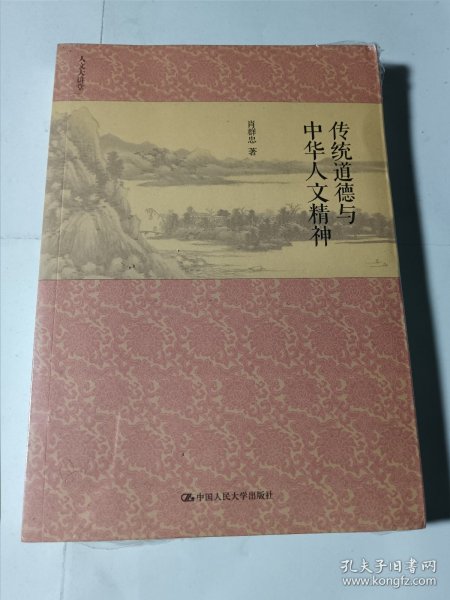 人文大讲堂
传统道德与
中华人文精神
肖群忠 著
中国人民大学出版社
孔夫子旧书网
www.kongfz.com